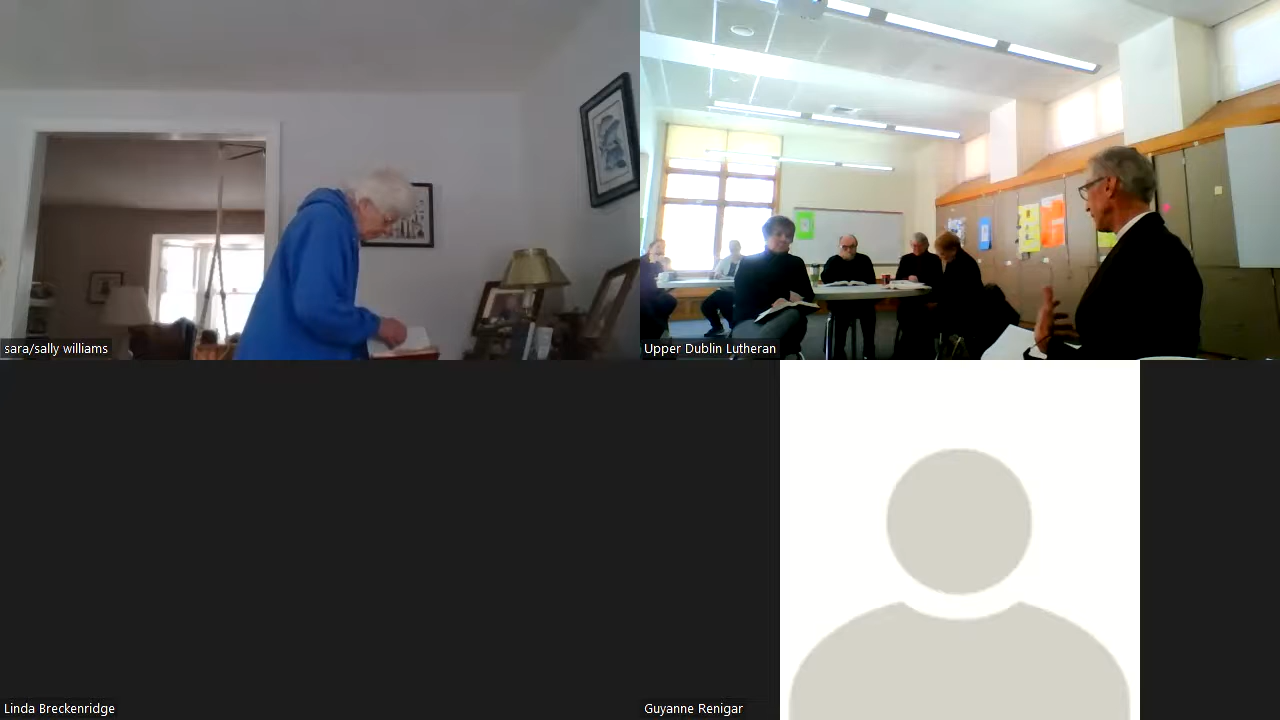 sara/sally williams
Upper Dublin Lutheran
Linda Breckenridge
Guyanne Renigar